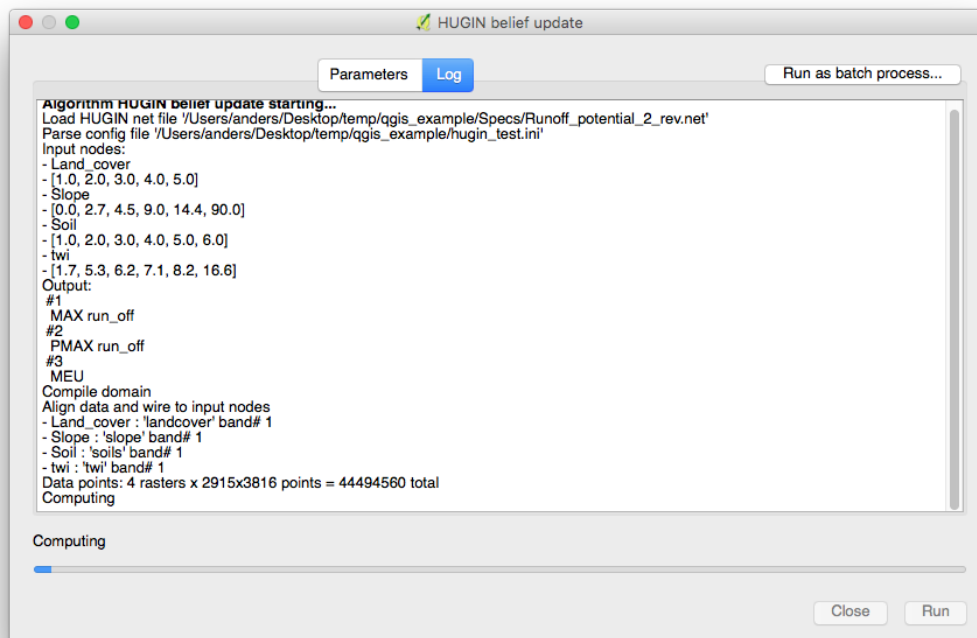 HUGIN belief update
Parameters
Log
Run as batch process...
Algorithm HUGIN belief update starting...
Load HUGIN net file '/Users/anders/Desktop/temp/qgis_example/Specs/Runoff_potential_2_rev.net'
Parse config file '/Users/anders/Desktop/temp/qgis_example/hugin_test.ini'
Input nodes:
- Land_cover
- [1.0, 2.0, 3.0, 4.0, 5.0]
- Slope
- [0.0, 2.7, 4.5, 9.0, 14.4, 90.0]
- Soil
- [1.0, 2.0, 3.0, 4.0, 5.0, 6.0]
- twi
- [1.7, 5.3, 6.2, 7.1, 8.2, 16.6]
Output:
#1
MAX run_off
#2
PMAX run_off
#3
MEU
Compile domain
Align data and wire to input nodes
- Land_cover : 'landcover' band# 1
- Slope : 'slope' band# 1
- Soil : 'soils' band# 1
- twi : 'twi' band# 1
Data points: 4 rasters x 2915x3816 points = 44494560 total
Computing
Computing
Close
Run